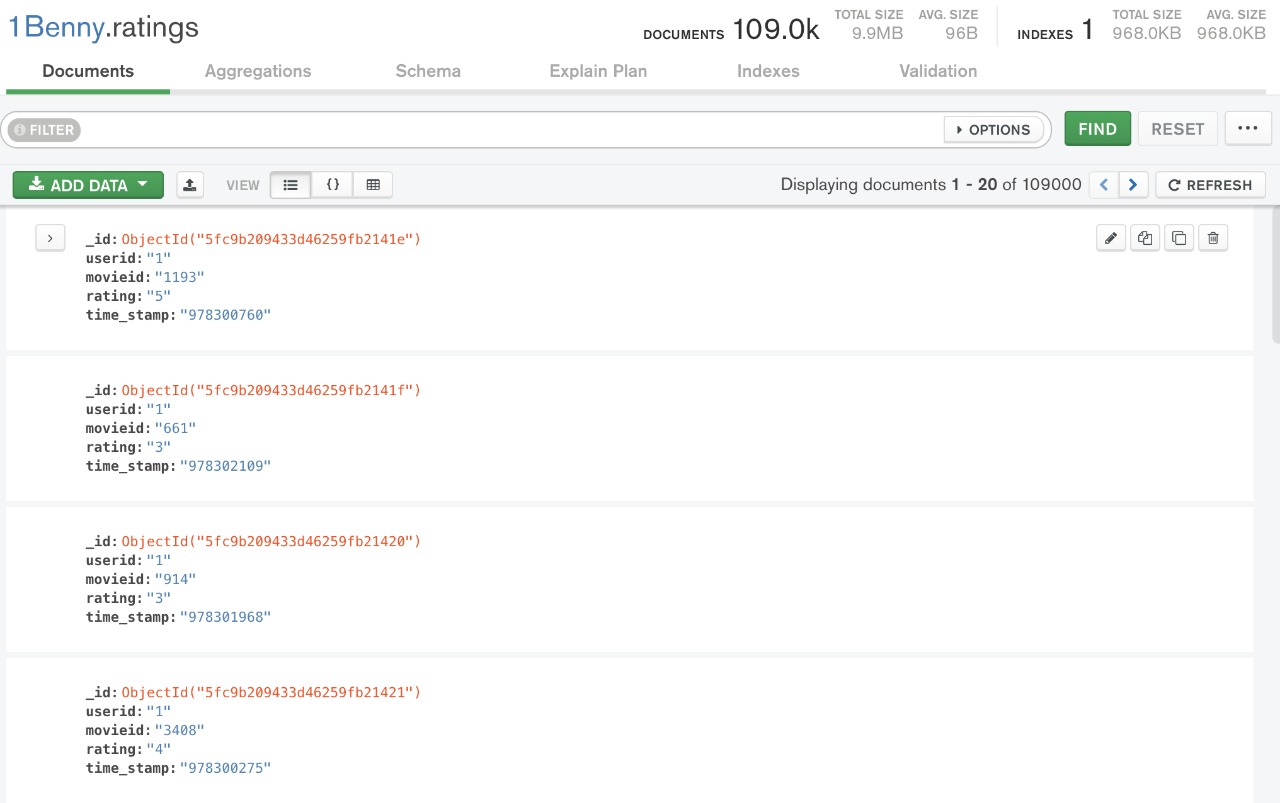 1Benny.ratings
DOCUMENTS 109.0k TOTAL SIZE 9.9MB AVG. SIZE 96B INDEXES 1 TOTAL SIZE 968.0KB AVG. SIZE 968.0KB
Documents Aggregations Schema Explain Plan Indexes Validation
FILTER OPTIONS FIND RESET ...
ADD DATA VIEW {} Displaying documents 1 - 20 of 109000 < > REFRESH
_id: ObjectId("5fc9b209433d46259fb2141e")
userid: "1"
movieid: "1193"
rating: "5"
time_stamp: "978300760"
_id: ObjectId("5fc9b209433d46259fb2141f")
userid: "1"
movieid: "661"
rating: "3"
time_stamp: "978302109"
_id: ObjectId("5fc9b209433d46259fb21420")
userid: "1"
movieid: "914"
rating: "3"
time_stamp: "978301968"
_id: ObjectId("5fc9b209433d46259fb21421")
userid: "1"
movieid: "3408"
rating: "4"
time_stamp: "978300275"